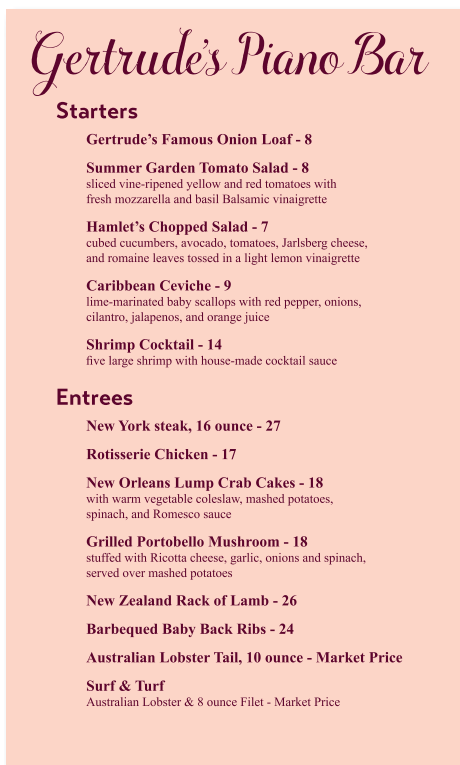 Gertrude's Piano Bar
Starters
Gertrude's Famous Onion Loaf - 8
Summer Garden Tomato Salad - 8
sliced vine-ripened yellow and red tomatoes with
fresh mozzarella and basil Balsamic vinaigrette
Hamlet's Chopped Salad - 7
cubed cucumbers, avocado, tomatoes, Jarlsberg cheese,
and romaine leaves tossed in a light lemon vinaigrette
Caribbean Ceviche - 9
lime-marinated baby scallops with red pepper, onions,
cilantro, jalapenos, and orange juice
Shrimp Cocktail - 14
five large shrimp with house-made cocktail sauce
Entrees
New York steak, 16 ounce - 27
Rotisserie Chicken - 17
New Orleans Lump Crab Cakes - 18
with warm vegetable coleslaw, mashed potatoes,
spinach, and Romesco sauce
Grilled Portobello Mushroom - 18
stuffed with Ricotta cheese, garlic, onions and spinach,
served over mashed potatoes
New Zealand Rack of Lamb - 26
Barbequed Baby Back Ribs - 24
Australian Lobster Tail, 10 ounce - Market Price
Surf & Turf
Australian Lobster & 8 ounce Filet - Market Price